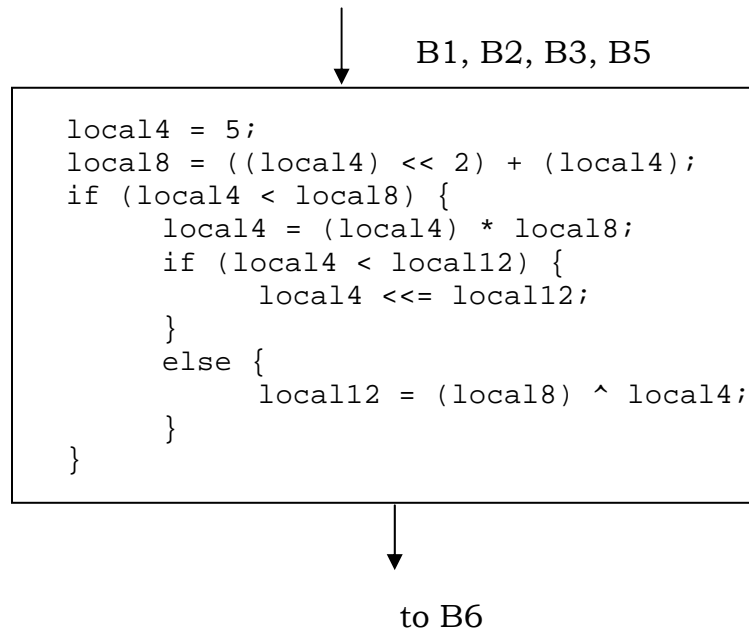 B1, B2, B3, B5
local4 = 5;
local8 = ((local4) << 2) + (local4);
if (local4 < local8) {
local4 = (local4) * local8;
if (local4 < local12) {
local4 <<= local12;
}
else {
local12 = (local8) ^ local4;
}
}
to B6